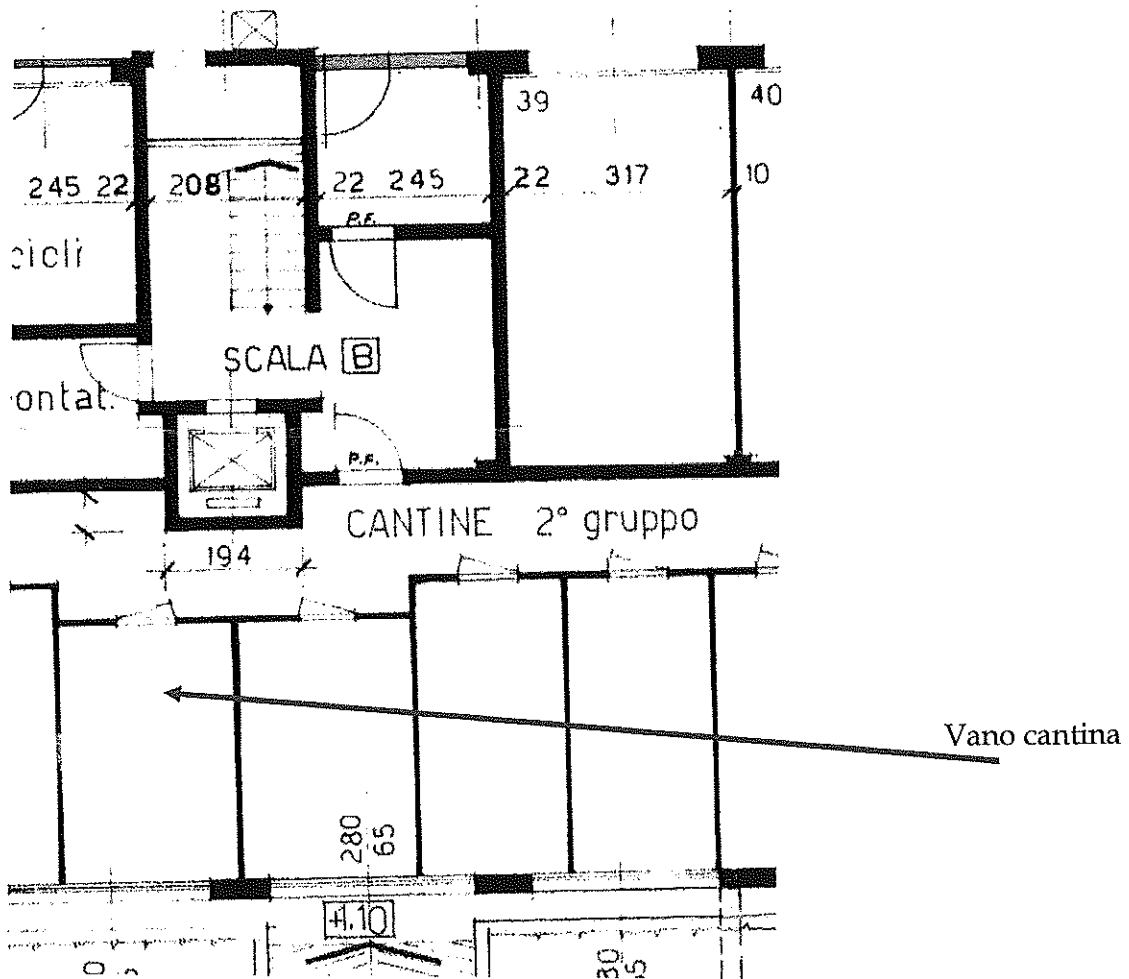 39
40
245 22 208 22 245 22 317 10
P.F.
cicli
SCALA B
ontat.
P.F.
CANTINE 2° gruppo
194
Vano cantina
280
65
+1.10